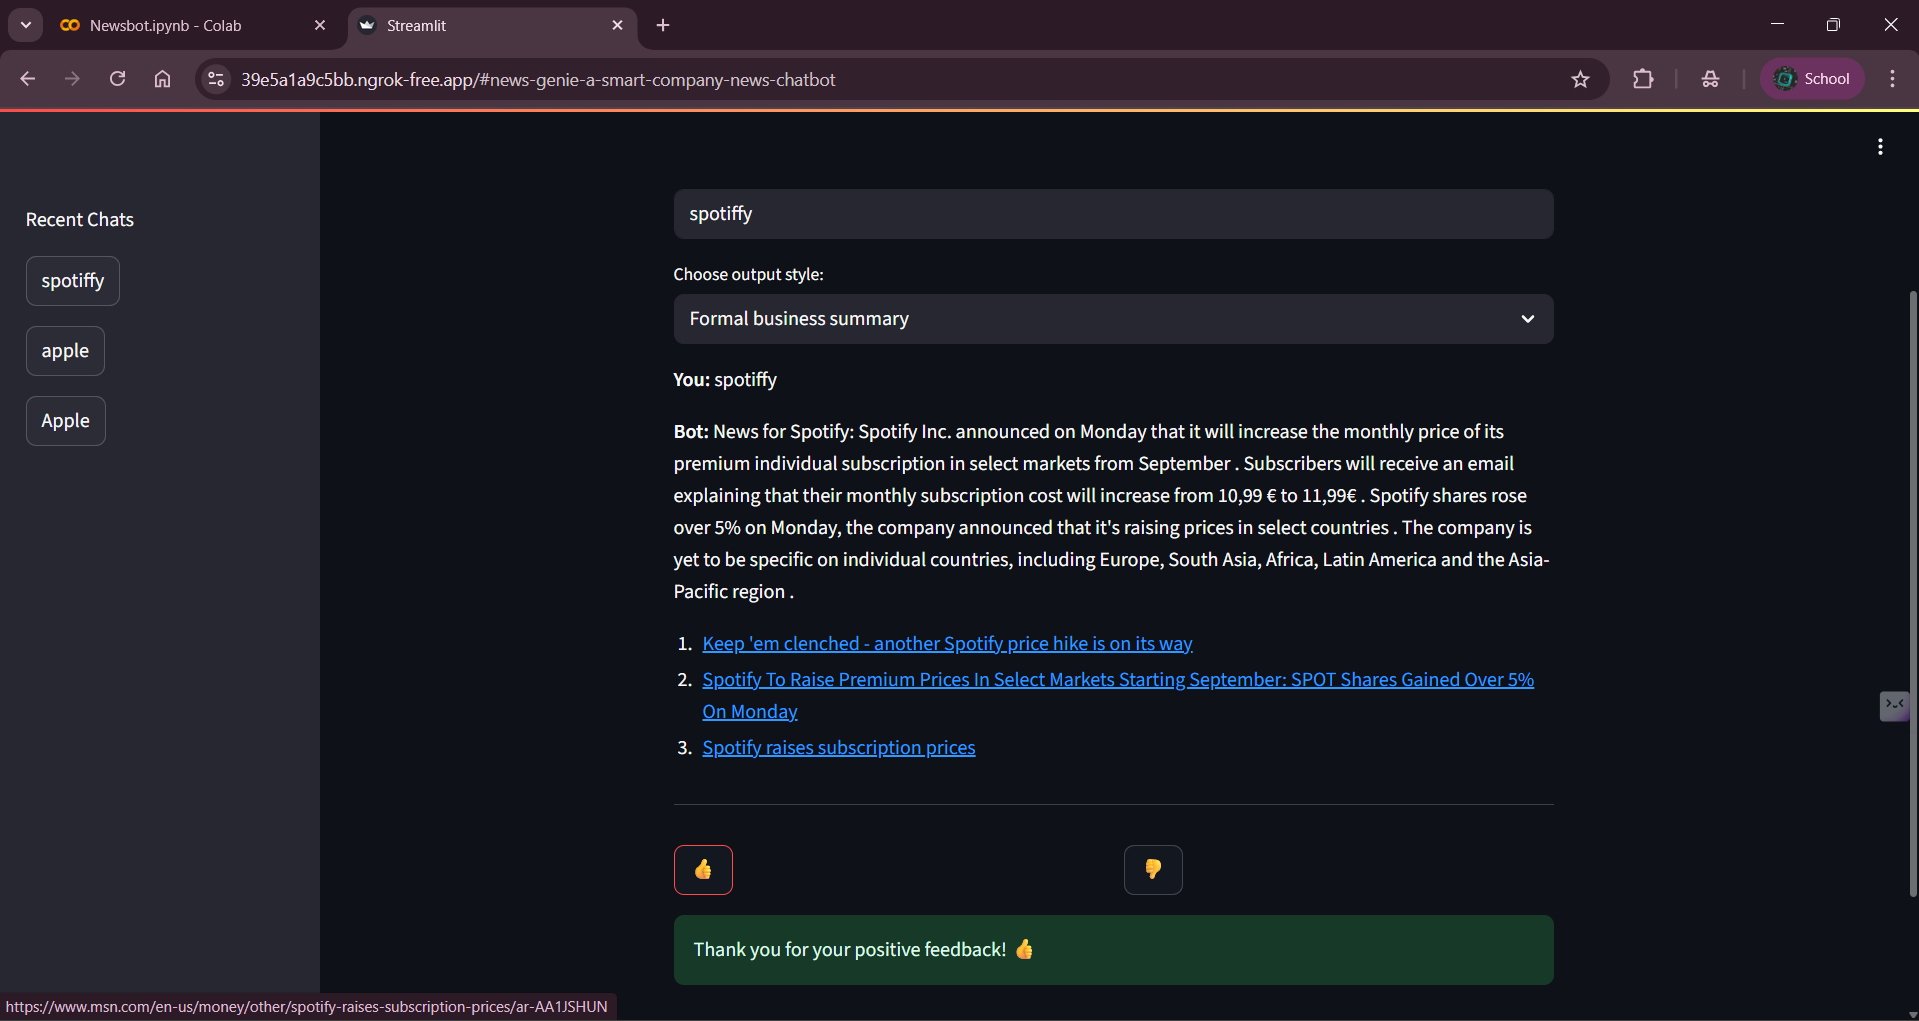 Newsbot.ipynb - Colab
Streamlit
39e5a1a9c5bb.ngrok-free.app/#news-genie-a-smart-company-news-chatbot
School
Recent Chats
spotiffy
apple
Apple
spotiffy
Choose output style:
Formal business summary
You: spotiffy
Bot: News for Spotify: Spotify Inc. announced on Monday that it will increase the monthly price of its
premium individual subscription in select markets from September . Subscribers will receive an email
explaining that their monthly subscription cost will increase from 10,99 € to 11,99€ . Spotify shares rose
over 5% on Monday, the company announced that it's raising prices in select countries . The company is
yet to be specific on individual countries, including Europe, South Asia, Africa, Latin America and the Asia-
Pacific region .
1. Keep 'em clenched - another Spotify price hike is on its way
2. Spotify To Raise Premium Prices In Select Markets Starting September: SPOT Shares Gained Over 5%
On Monday
3. Spotify raises subscription prices
Thank you for your positive feedback! 👍
https://www.msn.com/en-us/money/other/spotify-raises-subscription-prices/ar-AA1JSHUN